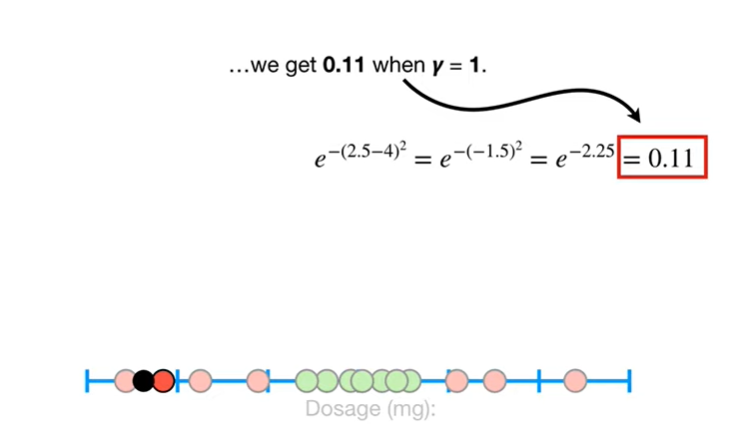 …we get 0.11 when γ = 1.
e^{-(2.5-4)^2} = e^{-(-1.5)^2} = e^{-2.25} = 0.11
Dosage (mg):